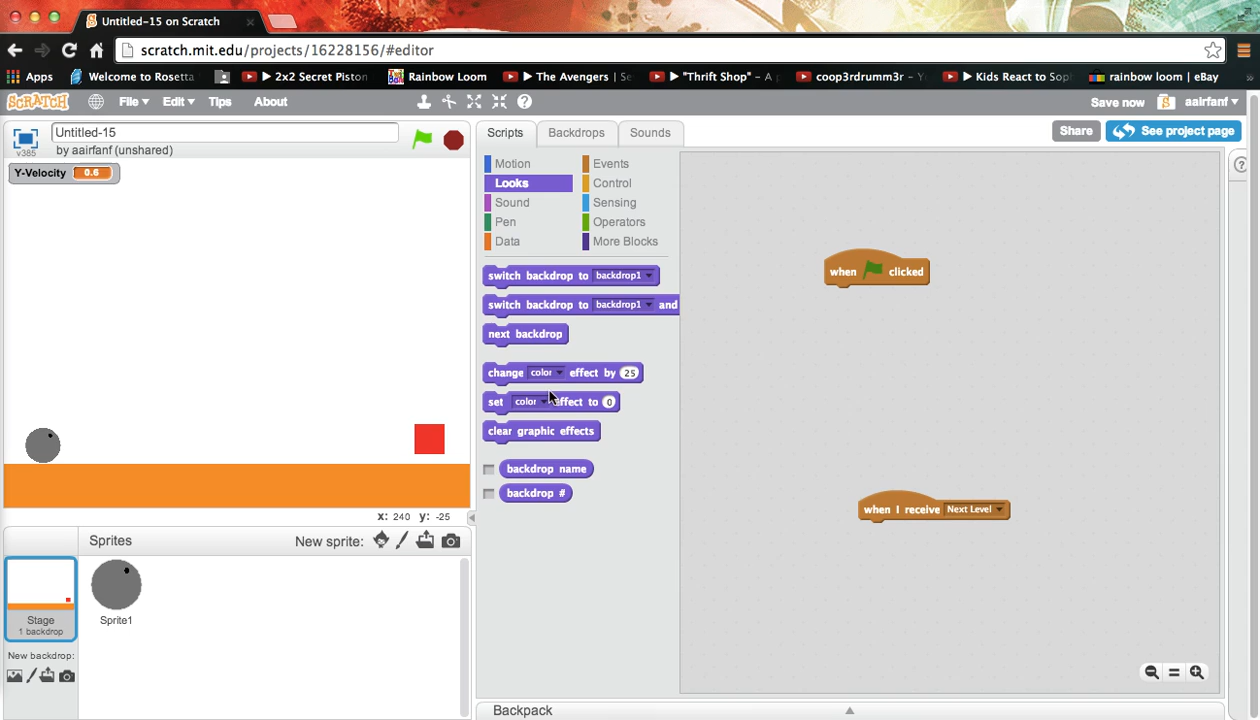 Untitled-15 on Scratch
scratch.mit.edu/projects/16228156/#editor
Apps Welcome to Rosetta ▶ 2x2 Secret Piston Rainbow Loom ▶ The Avengers | Se ▶ "Thrift Shop" - A coop3rdrumm3r - ▶ Kids React to Sop rainbow loom | eBay »
SCRATCH File Edit Tips About Save now aairfanf
v385 Untitled-15
by aairfanf (unshared)
Scripts Backdrops Sounds Share See project page
Y-Velocity 0.6
Motion Events
Looks Control
Sound Sensing
Pen Operators
Data More Blocks
switch backdrop to backdrop1
switch backdrop to backdrop1 and
next backdrop
change color effect by 25
set color effect to 0
clear graphic effects
backdrop name
backdrop #
when clicked
when I receive Next Level
x: 240 y: -25
Sprites New sprite:
Stage
1 backdrop
Sprite1
New backdrop:
Backpack